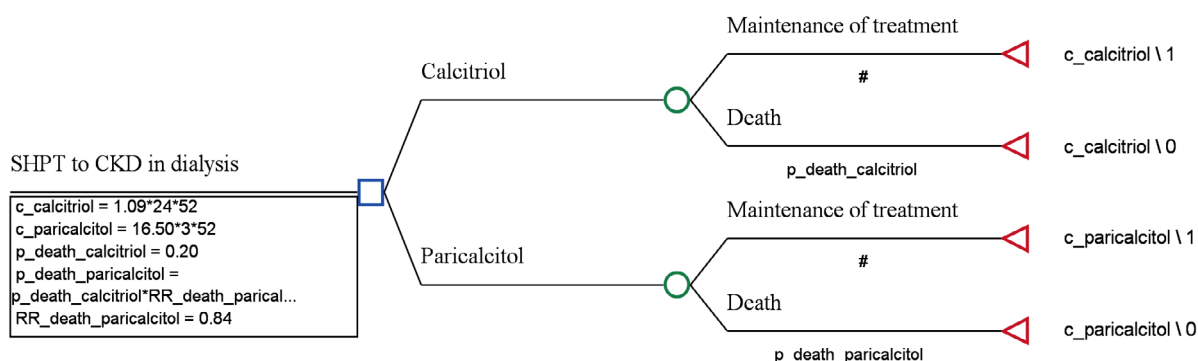 Maintenance of treatment
c_calcitriol \ 1
#
Calcitriol
Death
c_calcitriol \ 0
p_death_calcitriol
SHPT to CKD in dialysis
c_calcitriol = 1.09*24*52
c_paricalcitol = 16.50*3*52
p_death_calcitriol = 0.20
p_death_paricalcitol =
p_death_calcitriol*RR_death_parical...
RR_death_paricalcitol = 0.84
Maintenance of treatment
c_paricalcitol \ 1
#
Paricalcitol
Death
c_paricalcitol \ 0
p_death_paricalcitol